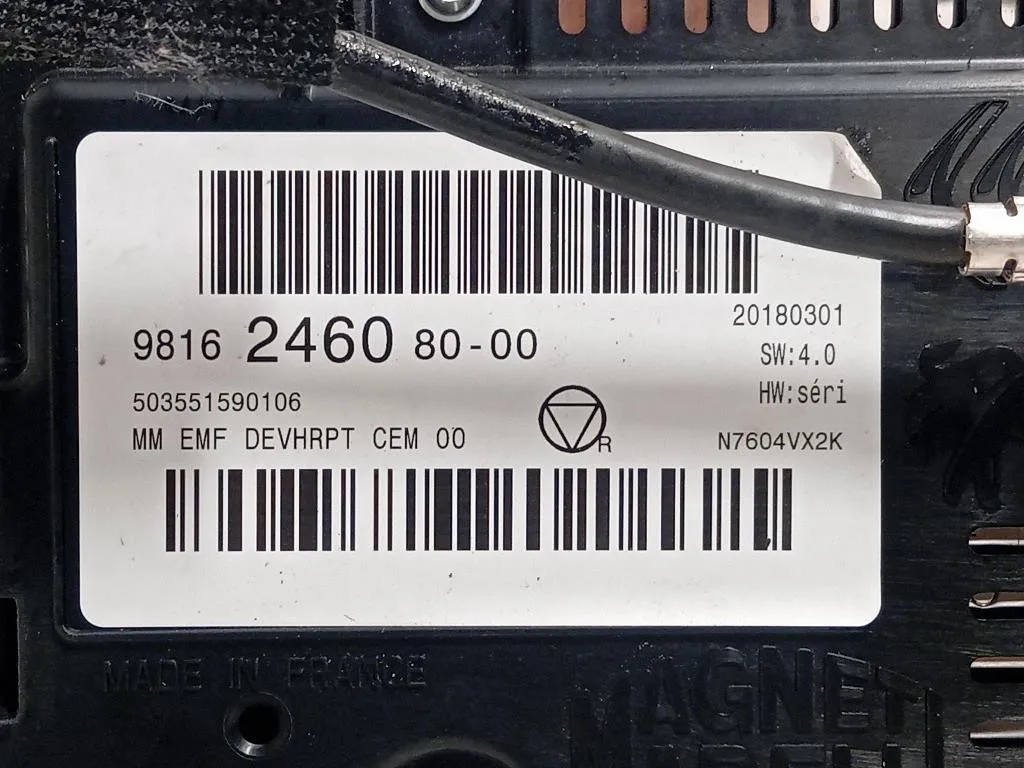 9816 2460 80-00
20180301
SW:4.0
HW:séri
503551590106
MM EMF DEVHRPT CEM 00
R
N7604VX2K
MADE IN FRANCE
MAGNETI